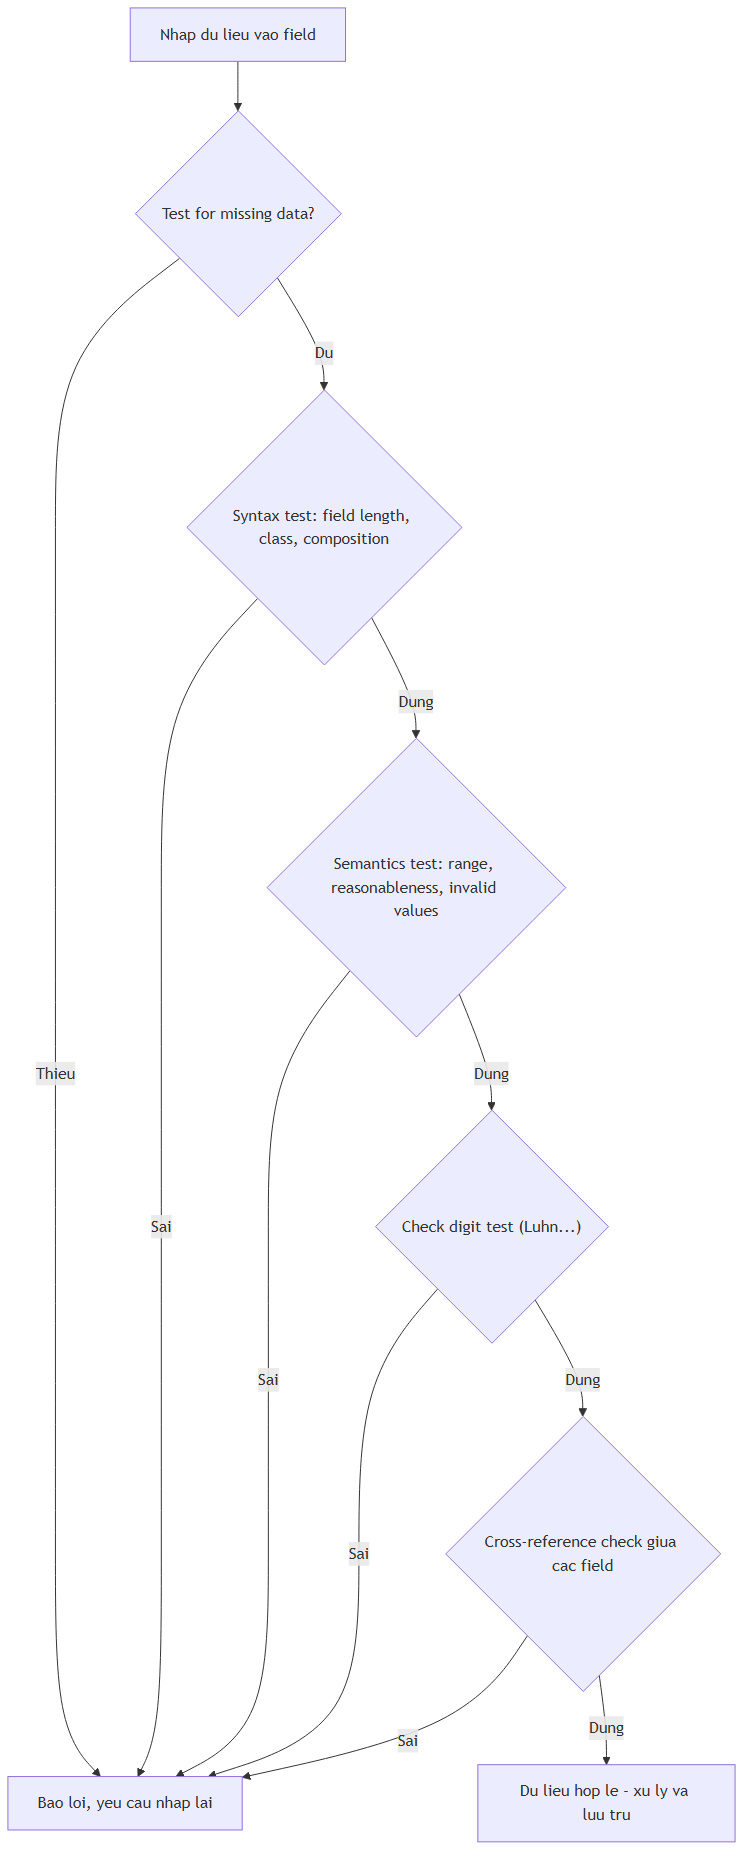 Nhap du lieu vao field
Test for missing data?
Du
Syntax test: field length,
class, composition
Dung
Semantics test: range,
reasonableness, invalid
values
Thieu
Dung
Sai
Check digit test (Luhn...)
Sai
Dung
Sai
Cross-reference check giua
cac field
Sai
Dung
Bao loi, yeu cau nhap lai
Du lieu hop le - xu ly va
luu tru